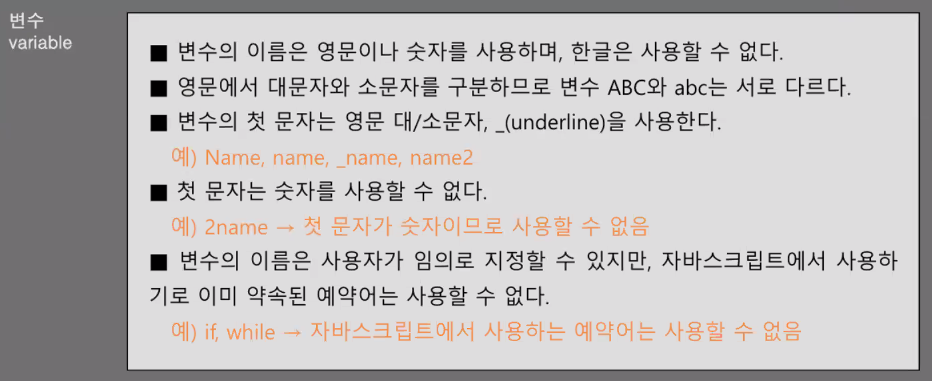 변수
variable
■ 변수의 이름은 영문이나 숫자를 사용하며, 한글은 사용할 수 없다.
■ 영문에서 대문자와 소문자를 구분하므로 변수 ABC와 abc는 서로 다르다.
■ 변수의 첫 문자는 영문 대/소문자, _(underline)을 사용한다.
예) Name, name, _name, name2
■ 첫 문자는 숫자를 사용할 수 없다.
예) 2name → 첫 문자가 숫자이므로 사용할 수 없음
■ 변수의 이름은 사용자가 임의로 지정할 수 있지만, 자바스크립트에서 사용하
기로 이미 약속된 예약어는 사용할 수 없다.
예) if, while → 자바스크립트에서 사용하는 예약어는 사용할 수 없음